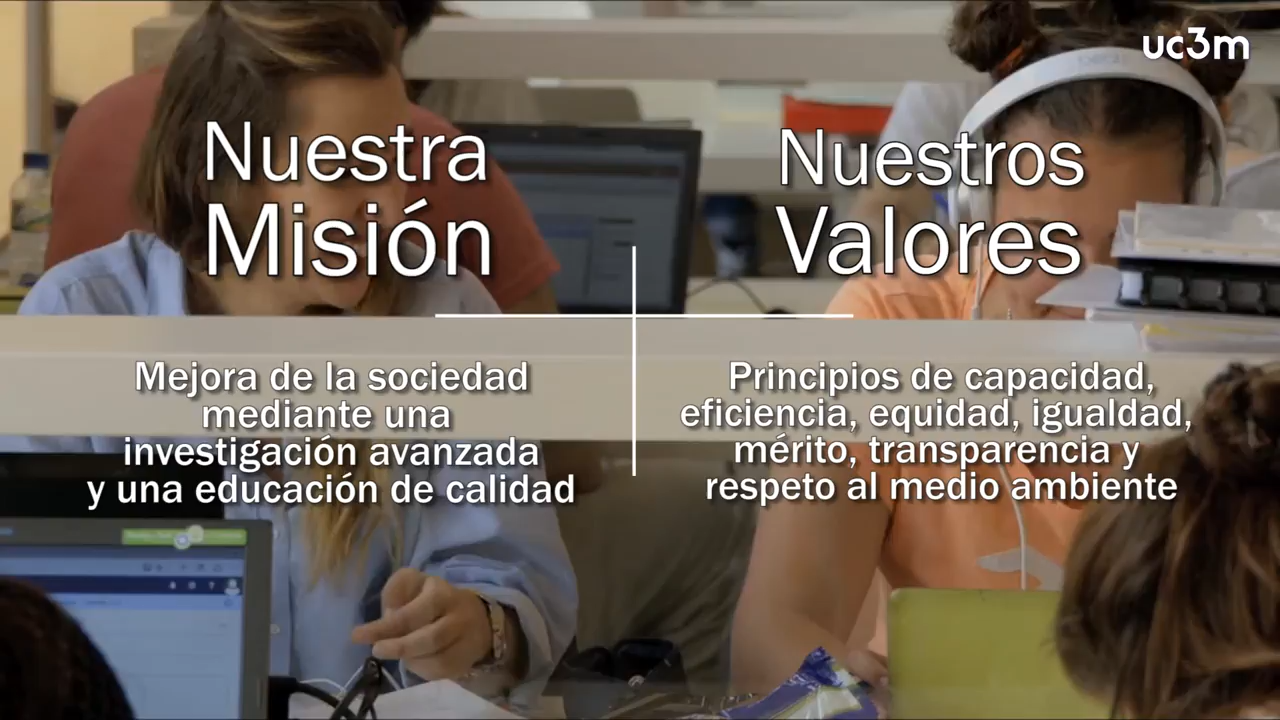 uc3m
Nuestra
Misión
Mejora de la sociedad
mediante una
investigación avanzada
y una educación de calidad
Nuestros
Valores
Principios de capacidad,
eficiencia, equidad, igualdad,
mérito, transparencia y
respeto al medio ambiente